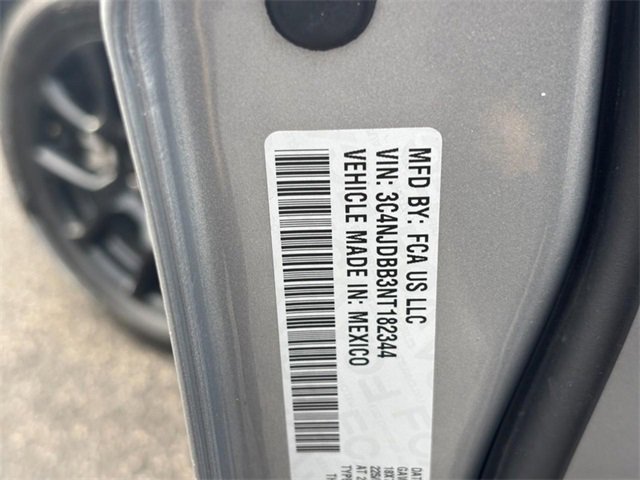 MFD BY: FCA US LLC
VIN: 3C4NJDBB3NT182344
VEHICLE MADE IN: MEXICO